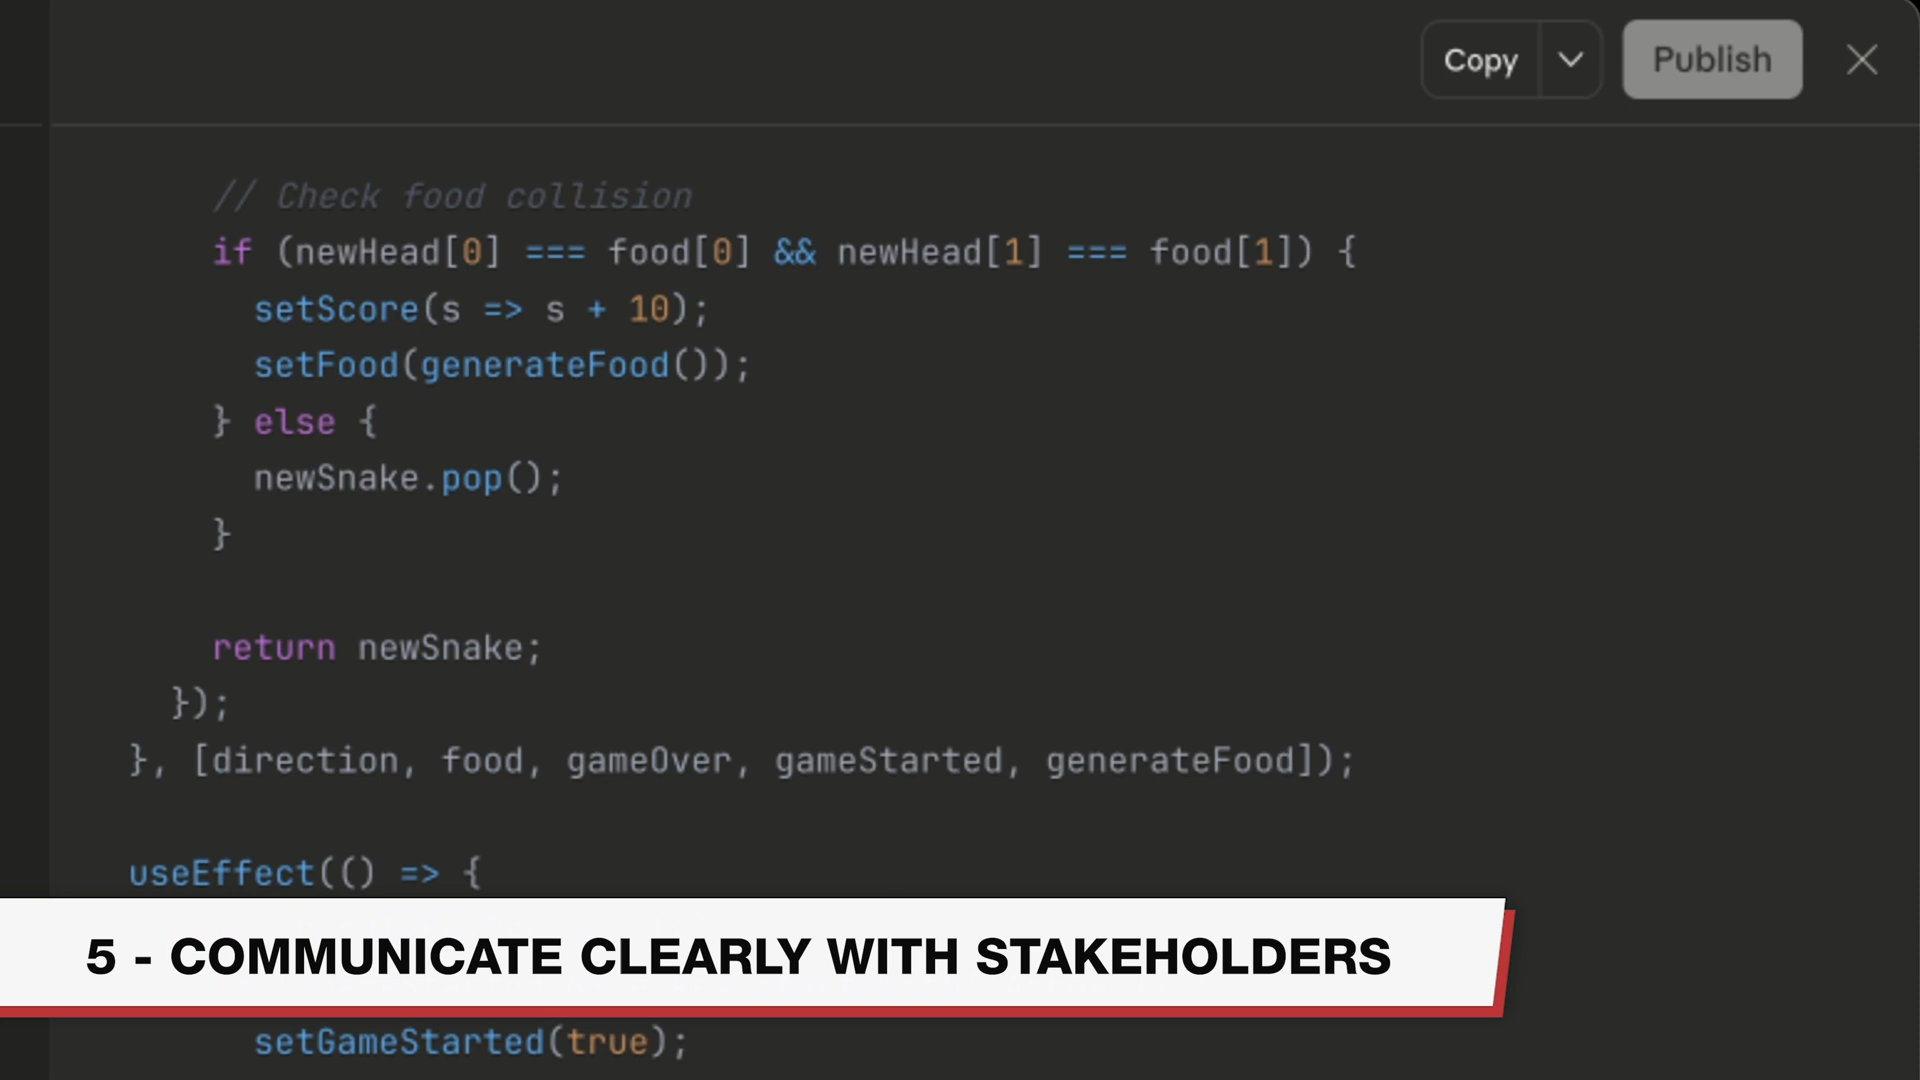 Copy
Publish
// Check food collision
if (newHead[0] === food[0] && newHead[1] === food[1]) {
setScore(s => s + 10);
setFood(generateFood());
} else {
newSnake.pop();
}
return newSnake;
});
}, [direction, food, gameOver, gameStarted, generateFood]);
useEffect(() => {
5 - COMMUNICATE CLEARLY WITH STAKEHOLDERS
setGameStarted(true);